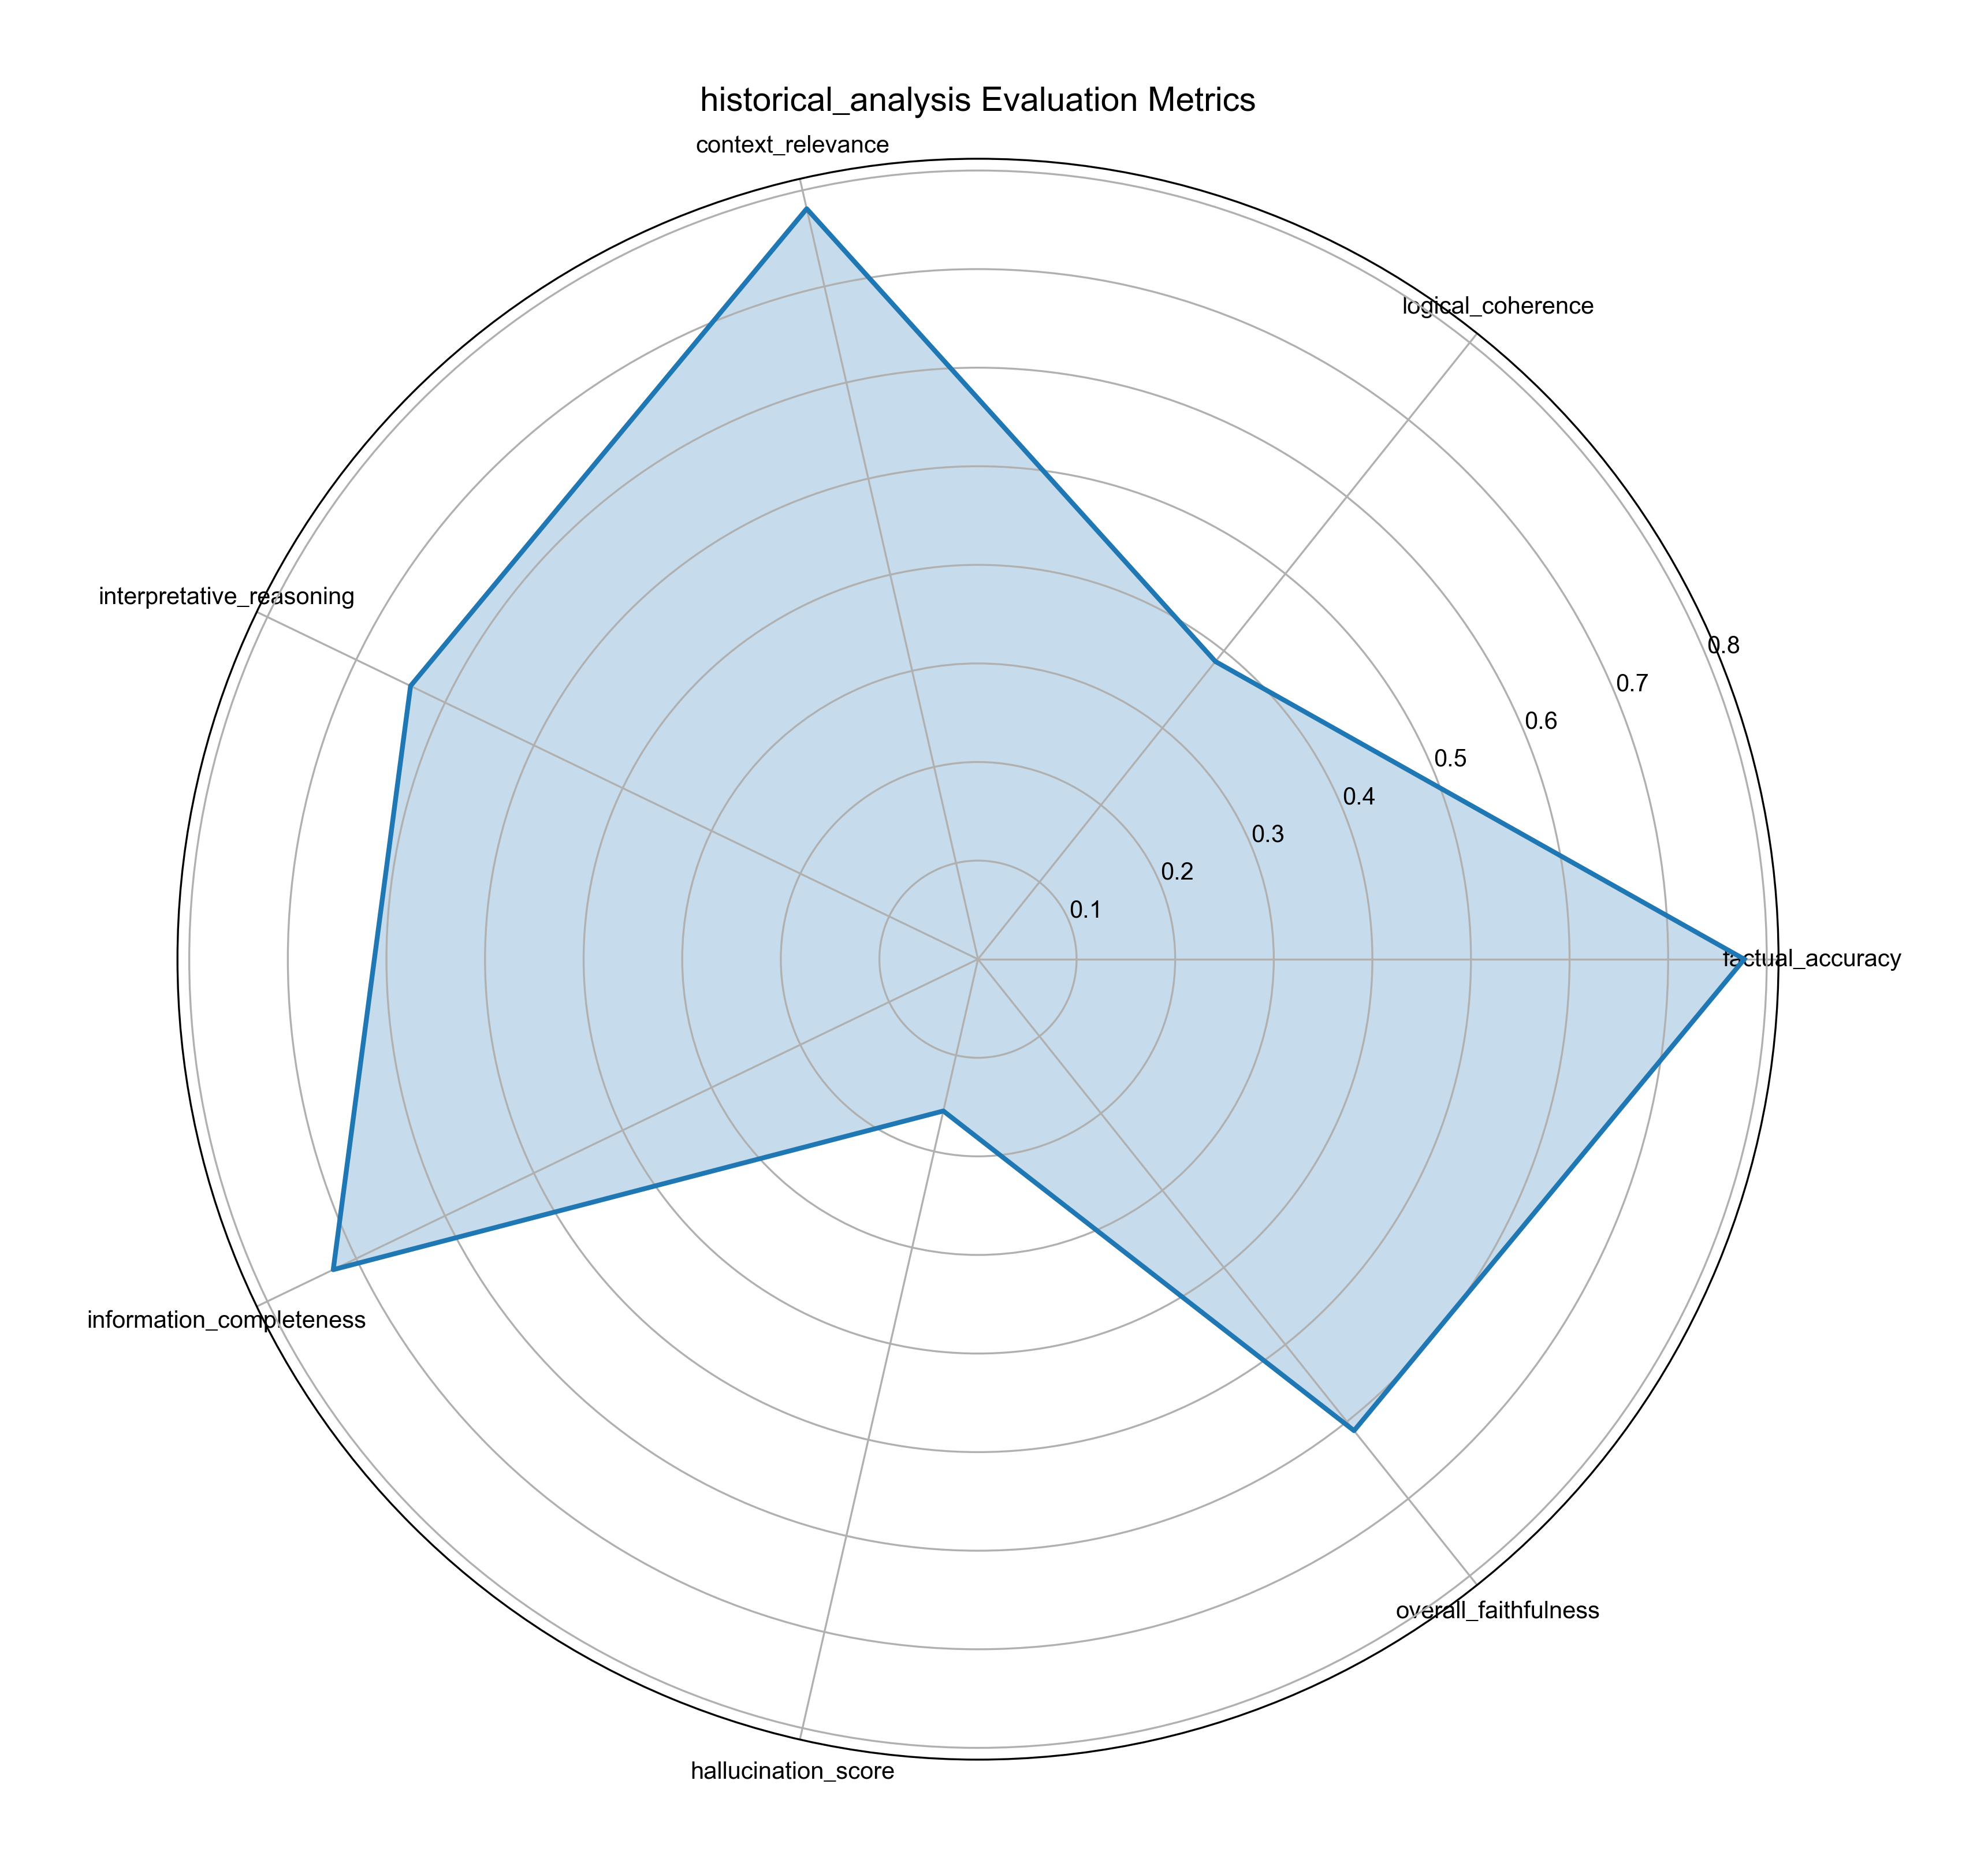 historical_analysis Evaluation Metrics
context_relevance
logical_coherence
interpretative_reasoning
0.8
0.7
0.6
0.5
0.4
0.3
0.2
0.1
factual_accuracy
information_completeness
overall_faithfulness
hallucination_score